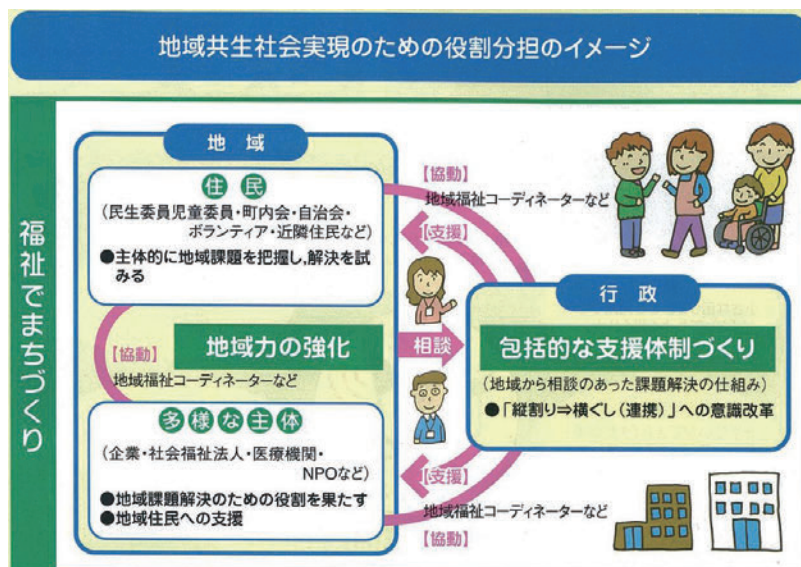 地域共生社会実現のための役割分担のイメージ
福祉でまちづくり
地域
住民
(民生委員児童委員・町内会・自治会・
ボランティア・近隣住民など)
●主体的に地域課題を把握し,解決を試
みる
【協動】
地域力の強化
地域福祉コーディネーターなど
多様な主体
(企業・社会福祉法人・医療機関・
NPOなど)
●地域課題解決のための役割を果たす
●地域住民への支援
【協動】
地域福祉コーディネーターなど
【支援】
相談
行政
包括的な支援体制づくり
(地域から相談のあった課題解決の仕組み)
●「縦割り⇒横ぐし(連携)」への意識改革
【支援】
地域福祉コーディネーターなど
【協動】